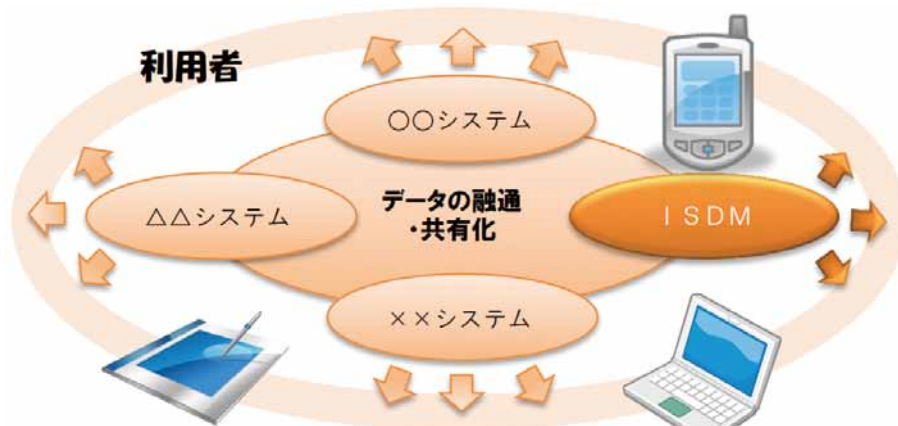 利用者
○○システム
△△システム
データの融通
・共有化
ISDM
××システム